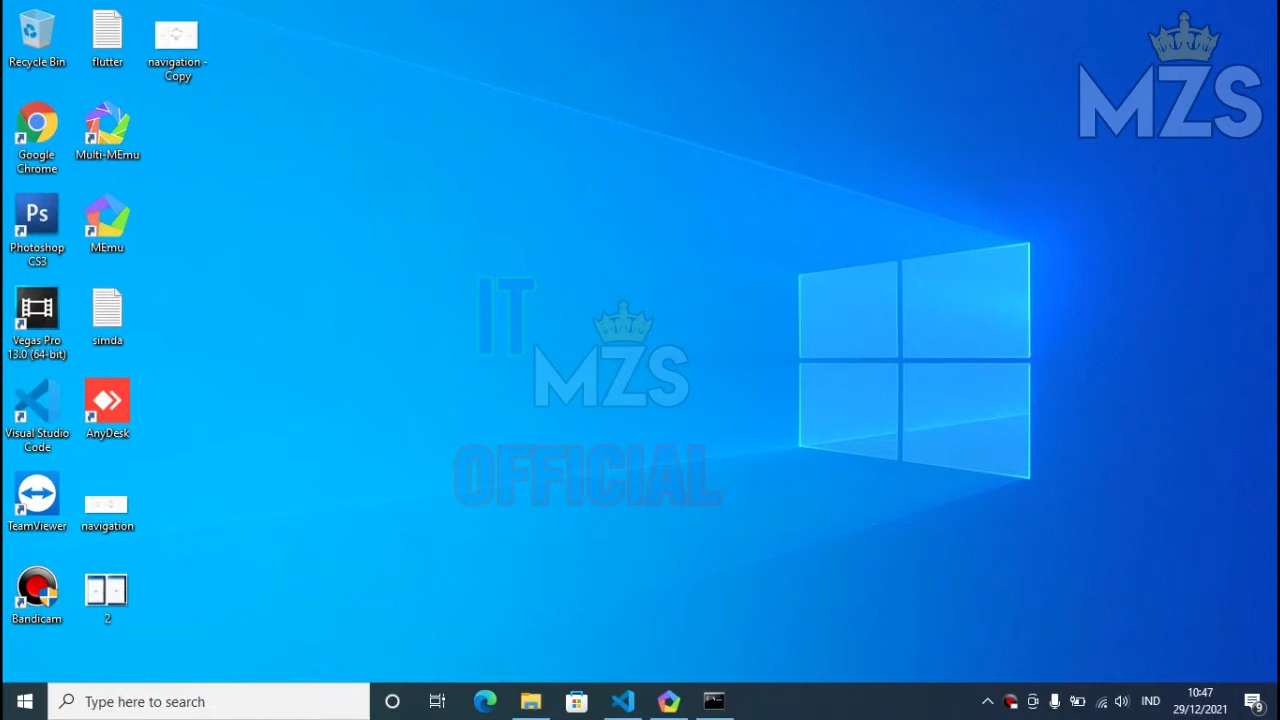 Recycle Bin
flutter
navigation -
Copy
Google
Chrome
Multi-MEmu
Ps
Photoshop
CS3
MEmu
Vegas Pro
13.0 (64-bit)
simda
Visual Studio
Code
AnyDesk
TeamViewer
navigation
Bandicam
2
MZS
IT
MZS
OFFICIAL
Type here to search
IND
10:47
29/12/2021
9